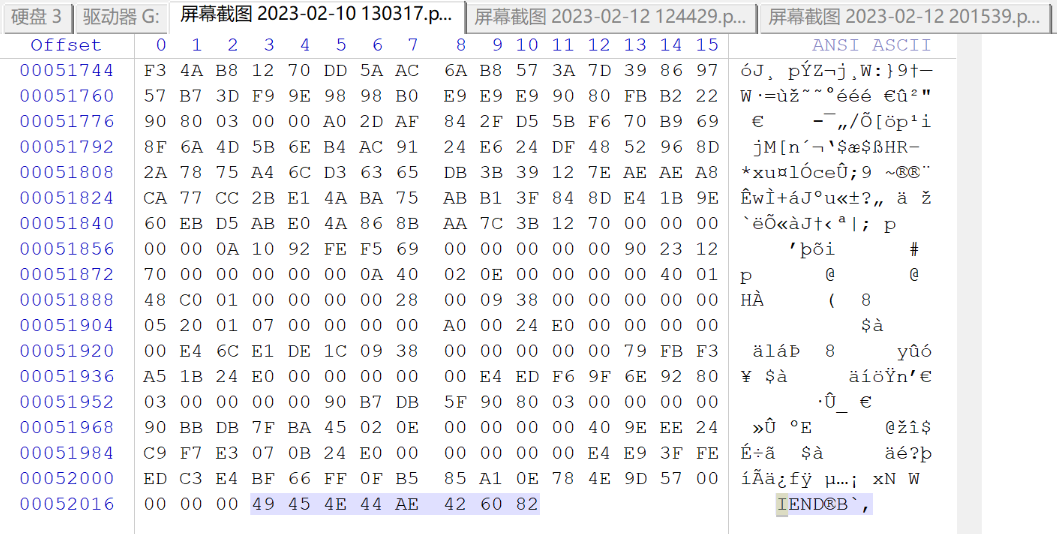 硬盘 3 驱动器 G: 屏幕截图 2023-02-10 130317.p... 屏幕截图 2023-02-12 124429.p... 屏幕截图 2023-02-12 201539.p...
Offset 0 1 2 3 4 5 6 7 8 9 10 11 12 13 14 15 ANSI ASCII
00051744 F3 4A B8 12 70 DD 5A AC 6A B8 57 3A 7D 39 86 97 óJ¸ pÝZ¬j¸W:}9†—
00051760 57 B7 3D F9 9E 98 98 B0 E9 E9 E9 90 80 FB B2 22 W·=ùž˜˜°ééé €û²"
00051776 90 80 03 00 00 A0 2D AF 84 2F D5 5B F6 70 B9 69 € -¯„/Õ[öp¹i
00051792 8F 6A 4D 5B 6E B4 AC 91 24 E6 24 DF 48 52 96 8D jM[n´¬‘$æ$ßHR–
00051808 2A 78 75 A4 6C D3 63 65 DB 3B 39 12 7E AE AE A8 *xu¤lÓceÛ;9 ~®®¨
00051824 CA 77 CC 2B E1 4A BA 75 AB B1 3F 84 8D E4 1B 9E ÊwÌ+áJºu«±?„ ä ž
00051840 60 EB D5 AB E0 4A 86 8B AA 7C 3B 12 70 00 00 00 `ëÕ«àJ†‹ª|; p
00051856 00 00 0A 10 92 FE F5 69 00 00 00 00 00 90 23 12 ’þõi #
00051872 70 00 00 00 00 00 0A 40 02 0E 00 00 00 00 40 01 p @ @
00051888 48 C0 01 00 00 00 00 28 00 09 38 00 00 00 00 00 HÀ ( 8
00051904 05 20 01 07 00 00 00 00 A0 00 24 E0 00 00 00 00 $à
00051920 00 E4 6C E1 DE 1C 09 38 00 00 00 00 00 79 FB F3 äláÞ 8 yûó
00051936 A5 1B 24 E0 00 00 00 00 00 E4 ED F6 9F 6E 92 80 ¥ $à äíöŸn’€
00051952 03 00 00 00 00 90 B7 DB 5F 90 80 03 00 00 00 00 ·Û_ €
00051968 90 BB DB 7F BA 45 02 0E 00 00 00 00 40 9E EE 24 »Û ºE @žî$
00051984 C9 F7 E3 07 0B 24 E0 00 00 00 00 00 E4 E9 3F FE É÷ã $à äé?þ
00052000 ED C3 E4 BF 66 FF 0F B5 85 A1 0E 78 4E 9D 57 00 íÃä¿fÿ µ…¡ xN W
00052016 00 00 00 49 45 4E 44 AE 42 60 82 IEND®B`‚